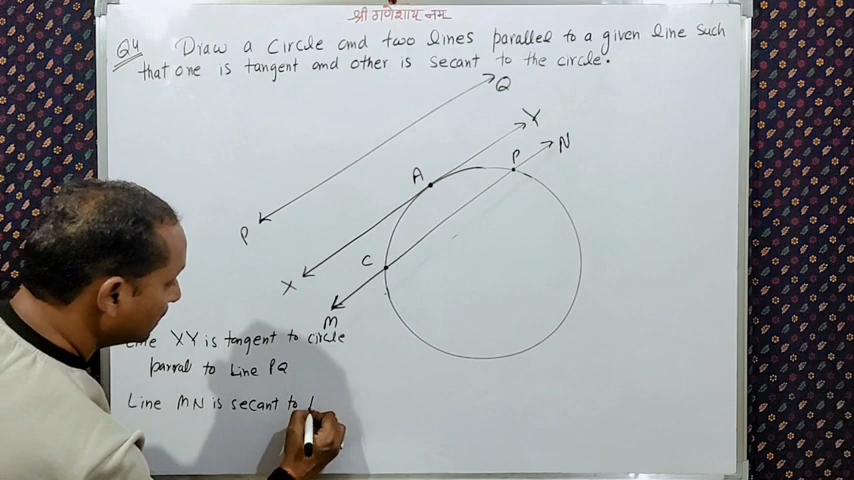 श्री गणेशाय नमः
Q4 Draw a circle and two lines parallel to a given line such
that one is tangent and other is secant to the circle.
Q
Y
N
P
A
P
C
X
M
Line XY is tangent to circle
parral to Line PQ
Line MN is secant to